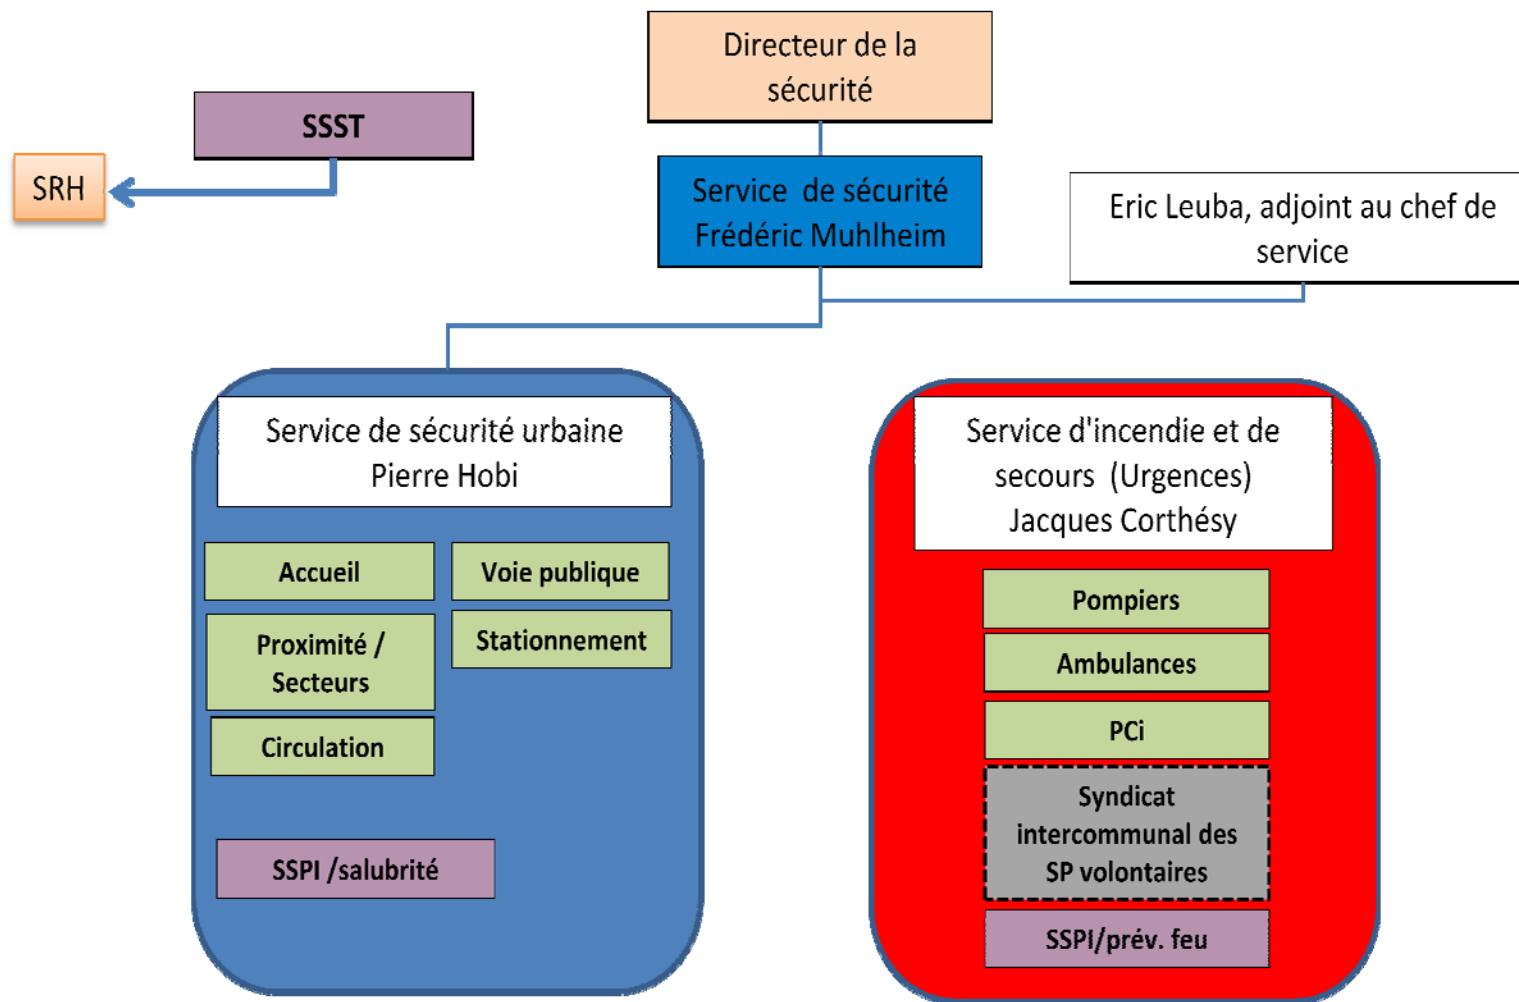 Directeur de la
sécurité
SSST
SRH
Service de sécurité
Frédéric Muhlheim
Eric Leuba, adjoint au chef de
service
Service de sécurité urbaine
Pierre Hobi
Accueil
Voie publique
Proximité /
Secteurs
Stationnement
Circulation
SSPI /salubrité
Service d'incendie et de
secours (Urgences)
Jacques Corthésy
Pompiers
Ambulances
PCi
Syndicat
intercommunal des
SP volontaires
SSPI/prév. feu